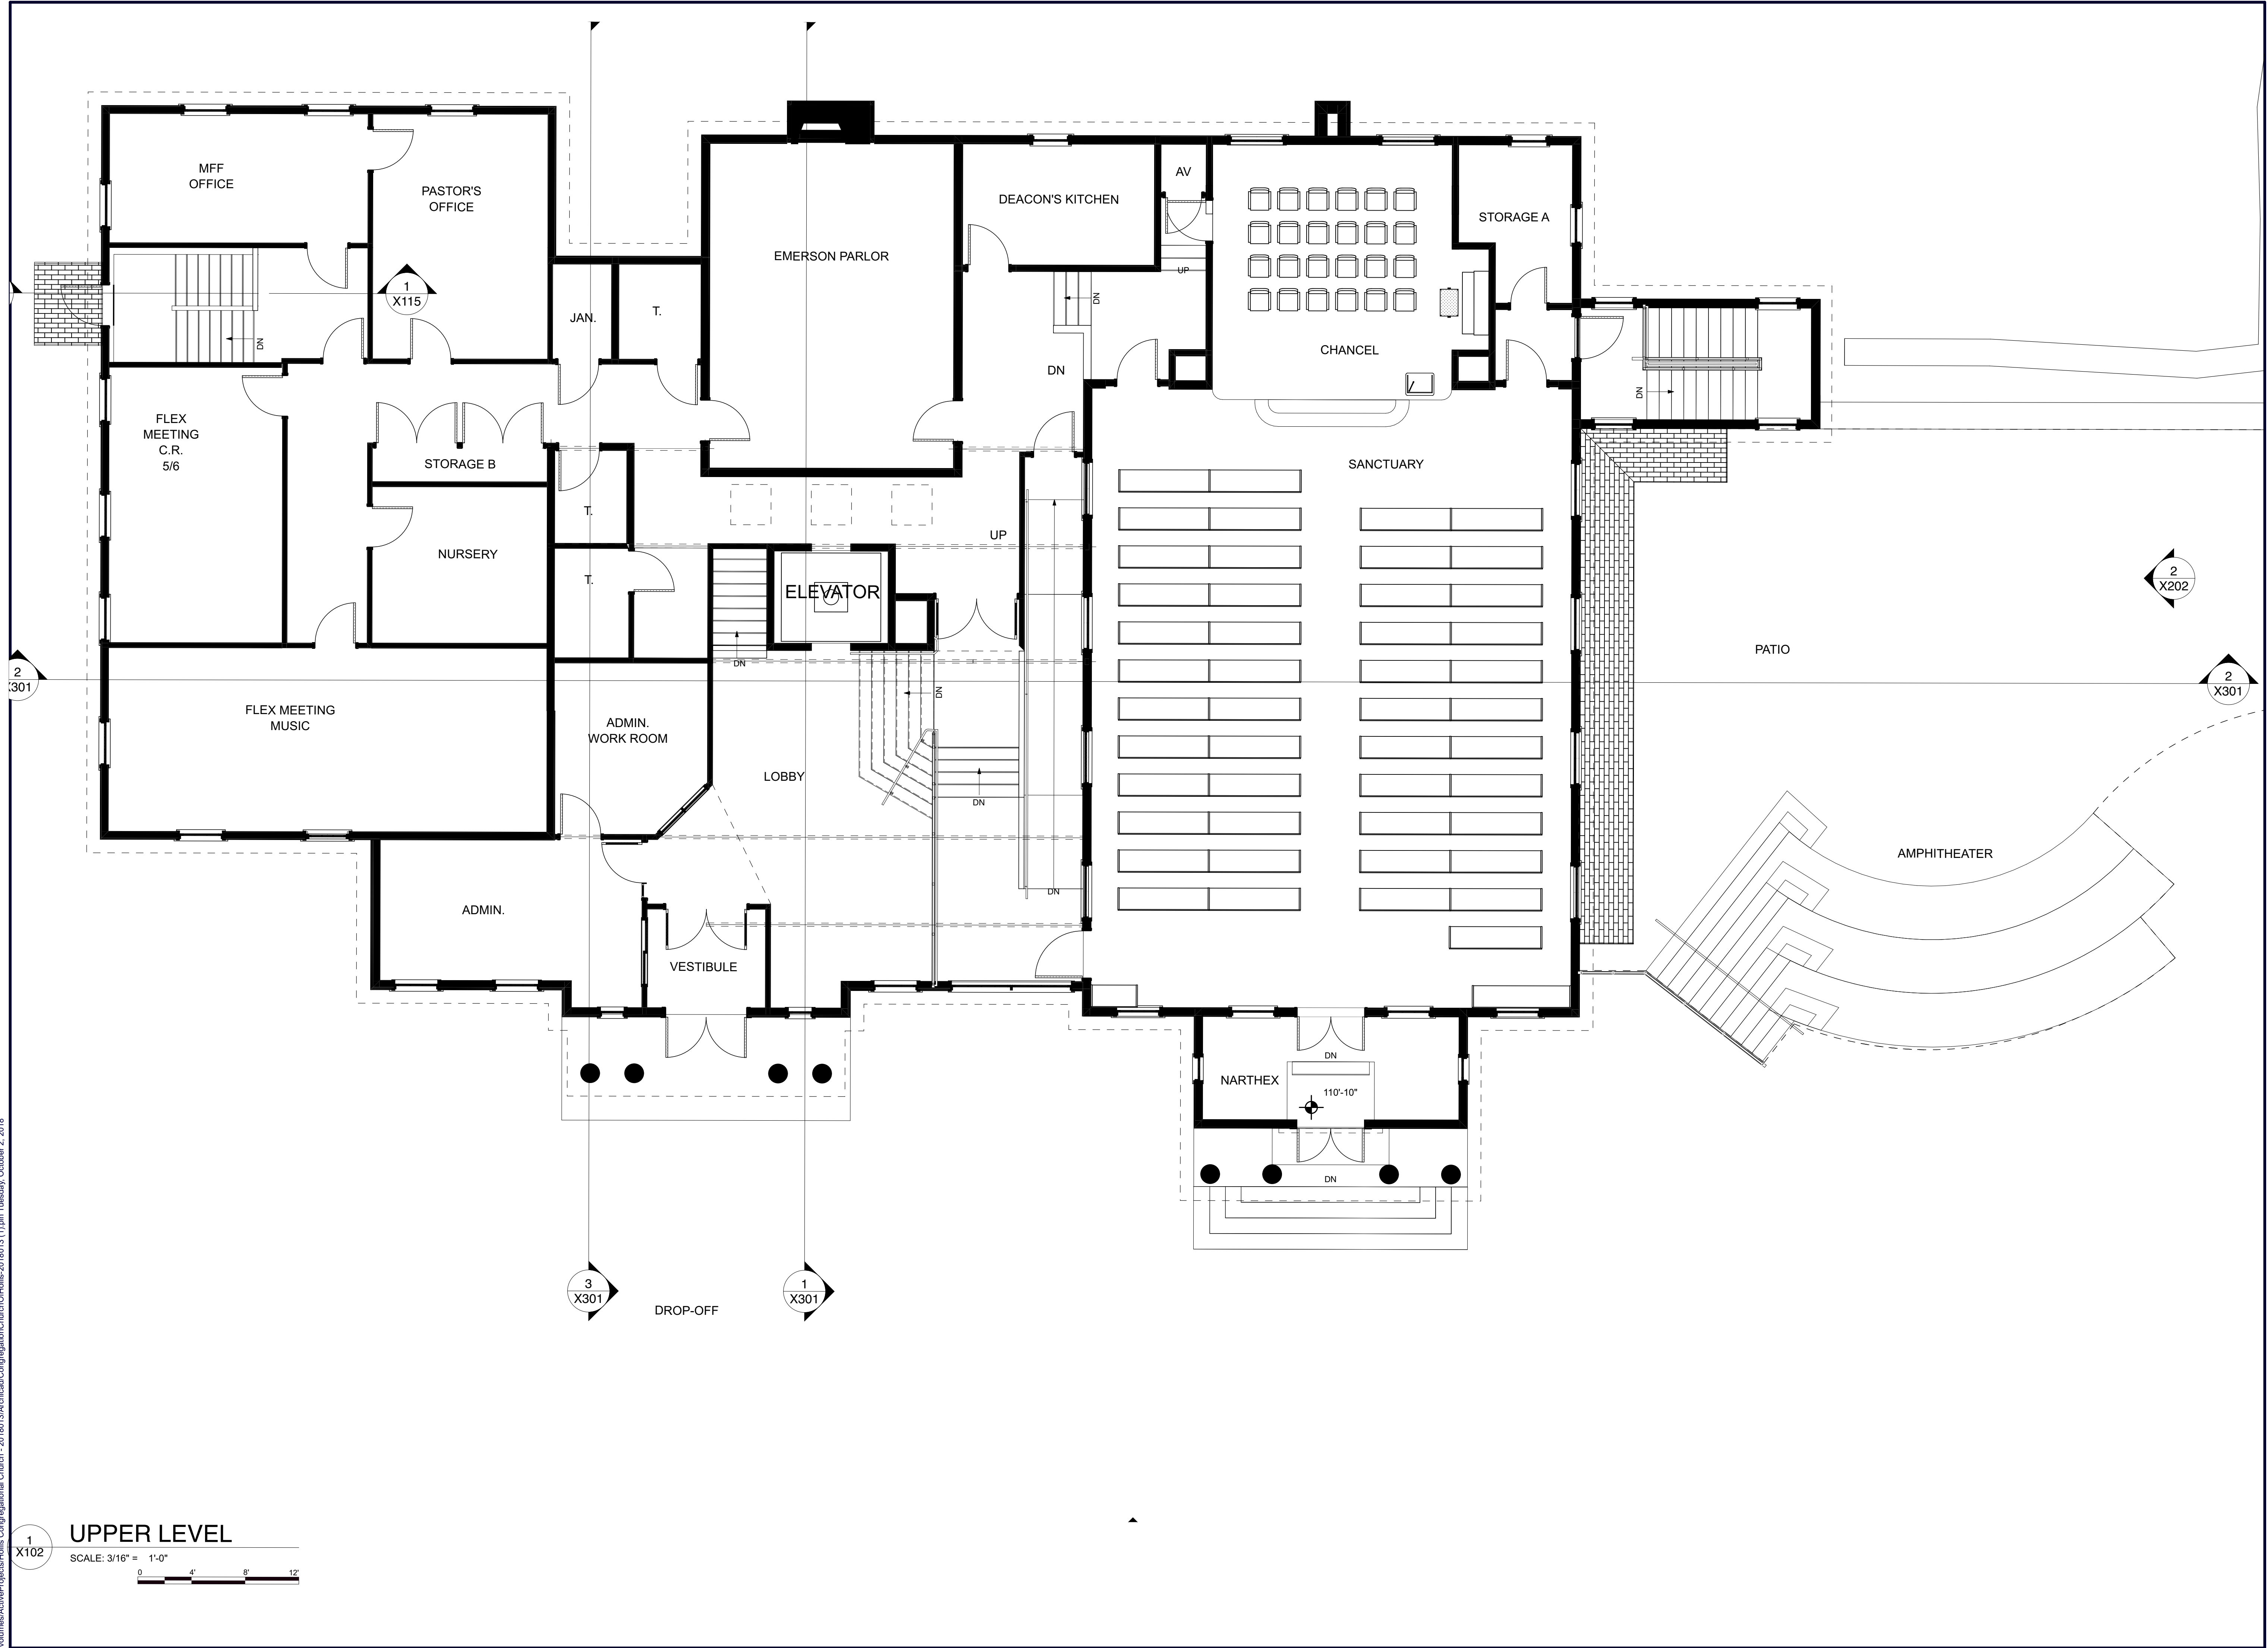 MFF
OFFICE
PASTOR'S
OFFICE
1
X115
DN
JAN.
T.
EMERSON PARLOR
DEACON'S KITCHEN
AV
UP
DN
DN
CHANCEL
STORAGE A
DN
FLEX
MEETING
C.R.
5/6
STORAGE B
NURSERY
T.
T.
ELEVATOR
UP
SANCTUARY
2
X202
PATIO
2
X301
2
X301
FLEX MEETING
MUSIC
ADMIN.
WORK ROOM
DN
DN
LOBBY
DN
DN
AMPHITHEATER
ADMIN.
VESTIBULE
DN
NARTHEX
110'-10"
DN
3
X301
1
X301
DROP-OFF
1
X102
UPPER LEVEL
SCALE: 3/16" = 1'-0"
0 4' 8' 12'